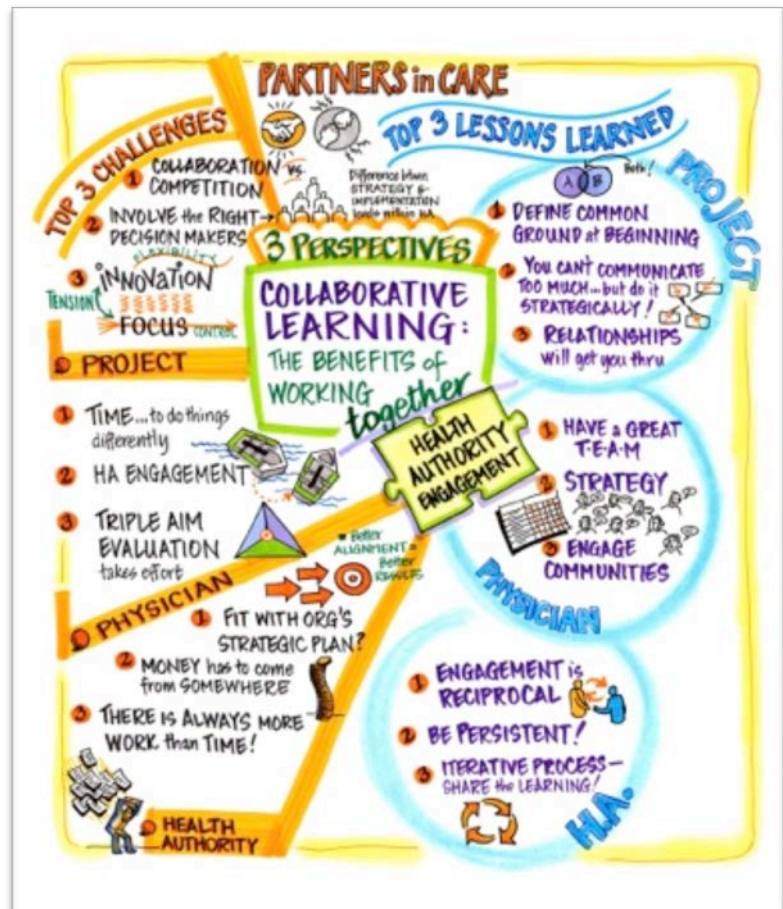 PARTNERS in CARE
TOP 3 CHALLENGES
1 COLLABORATION vs
COMPETITION
2 INVOLVE the RIGHT
DECISION MAKERS
Difference btwn
STRATEGY &
IMPLEMENTATION
levels within HA
FLEXIBILITY
3 INNOVATION
TENSION
FOCUS CONTROL
PROJECT
3 PERSPECTIVES
COLLABORATIVE
LEARNING:
THE BENEFITS of
WORKING
together
HEALTH
AUTHORITY
ENGAGEMENT
1 TIME...to do things
differently
2 HA ENGAGEMENT
3 TRIPLE AIM
EVALUATION
takes effort
PHYSICIAN
= Better
ALIGNMENT =
Better
RESULTS
1 FIT WITH ORG'S
STRATEGIC PLAN?
2 MONEY has to come
from SOMEWHERE
3 THERE IS ALWAYS MORE
WORK than TIME!
HEALTH
AUTHORITY
TOP 3 LESSONS LEARNED
A B Both!
PROJECT
1 DEFINE COMMON
GROUND at BEGINNING
2 YOU CAN'T COMMUNICATE
TOO MUCH...but do it
STRATEGICALLY!
3 RELATIONSHIPS
will get you thru
1 HAVE a GREAT
T•E•A•M
2 STRATEGY
3 ENGAGE
COMMUNITIES
PHYSICIAN
1 ENGAGEMENT is
RECIPROCAL
2 BE PERSISTENT!
3 ITERATIVE PROCESS—
SHARE the LEARNING!
H.A.